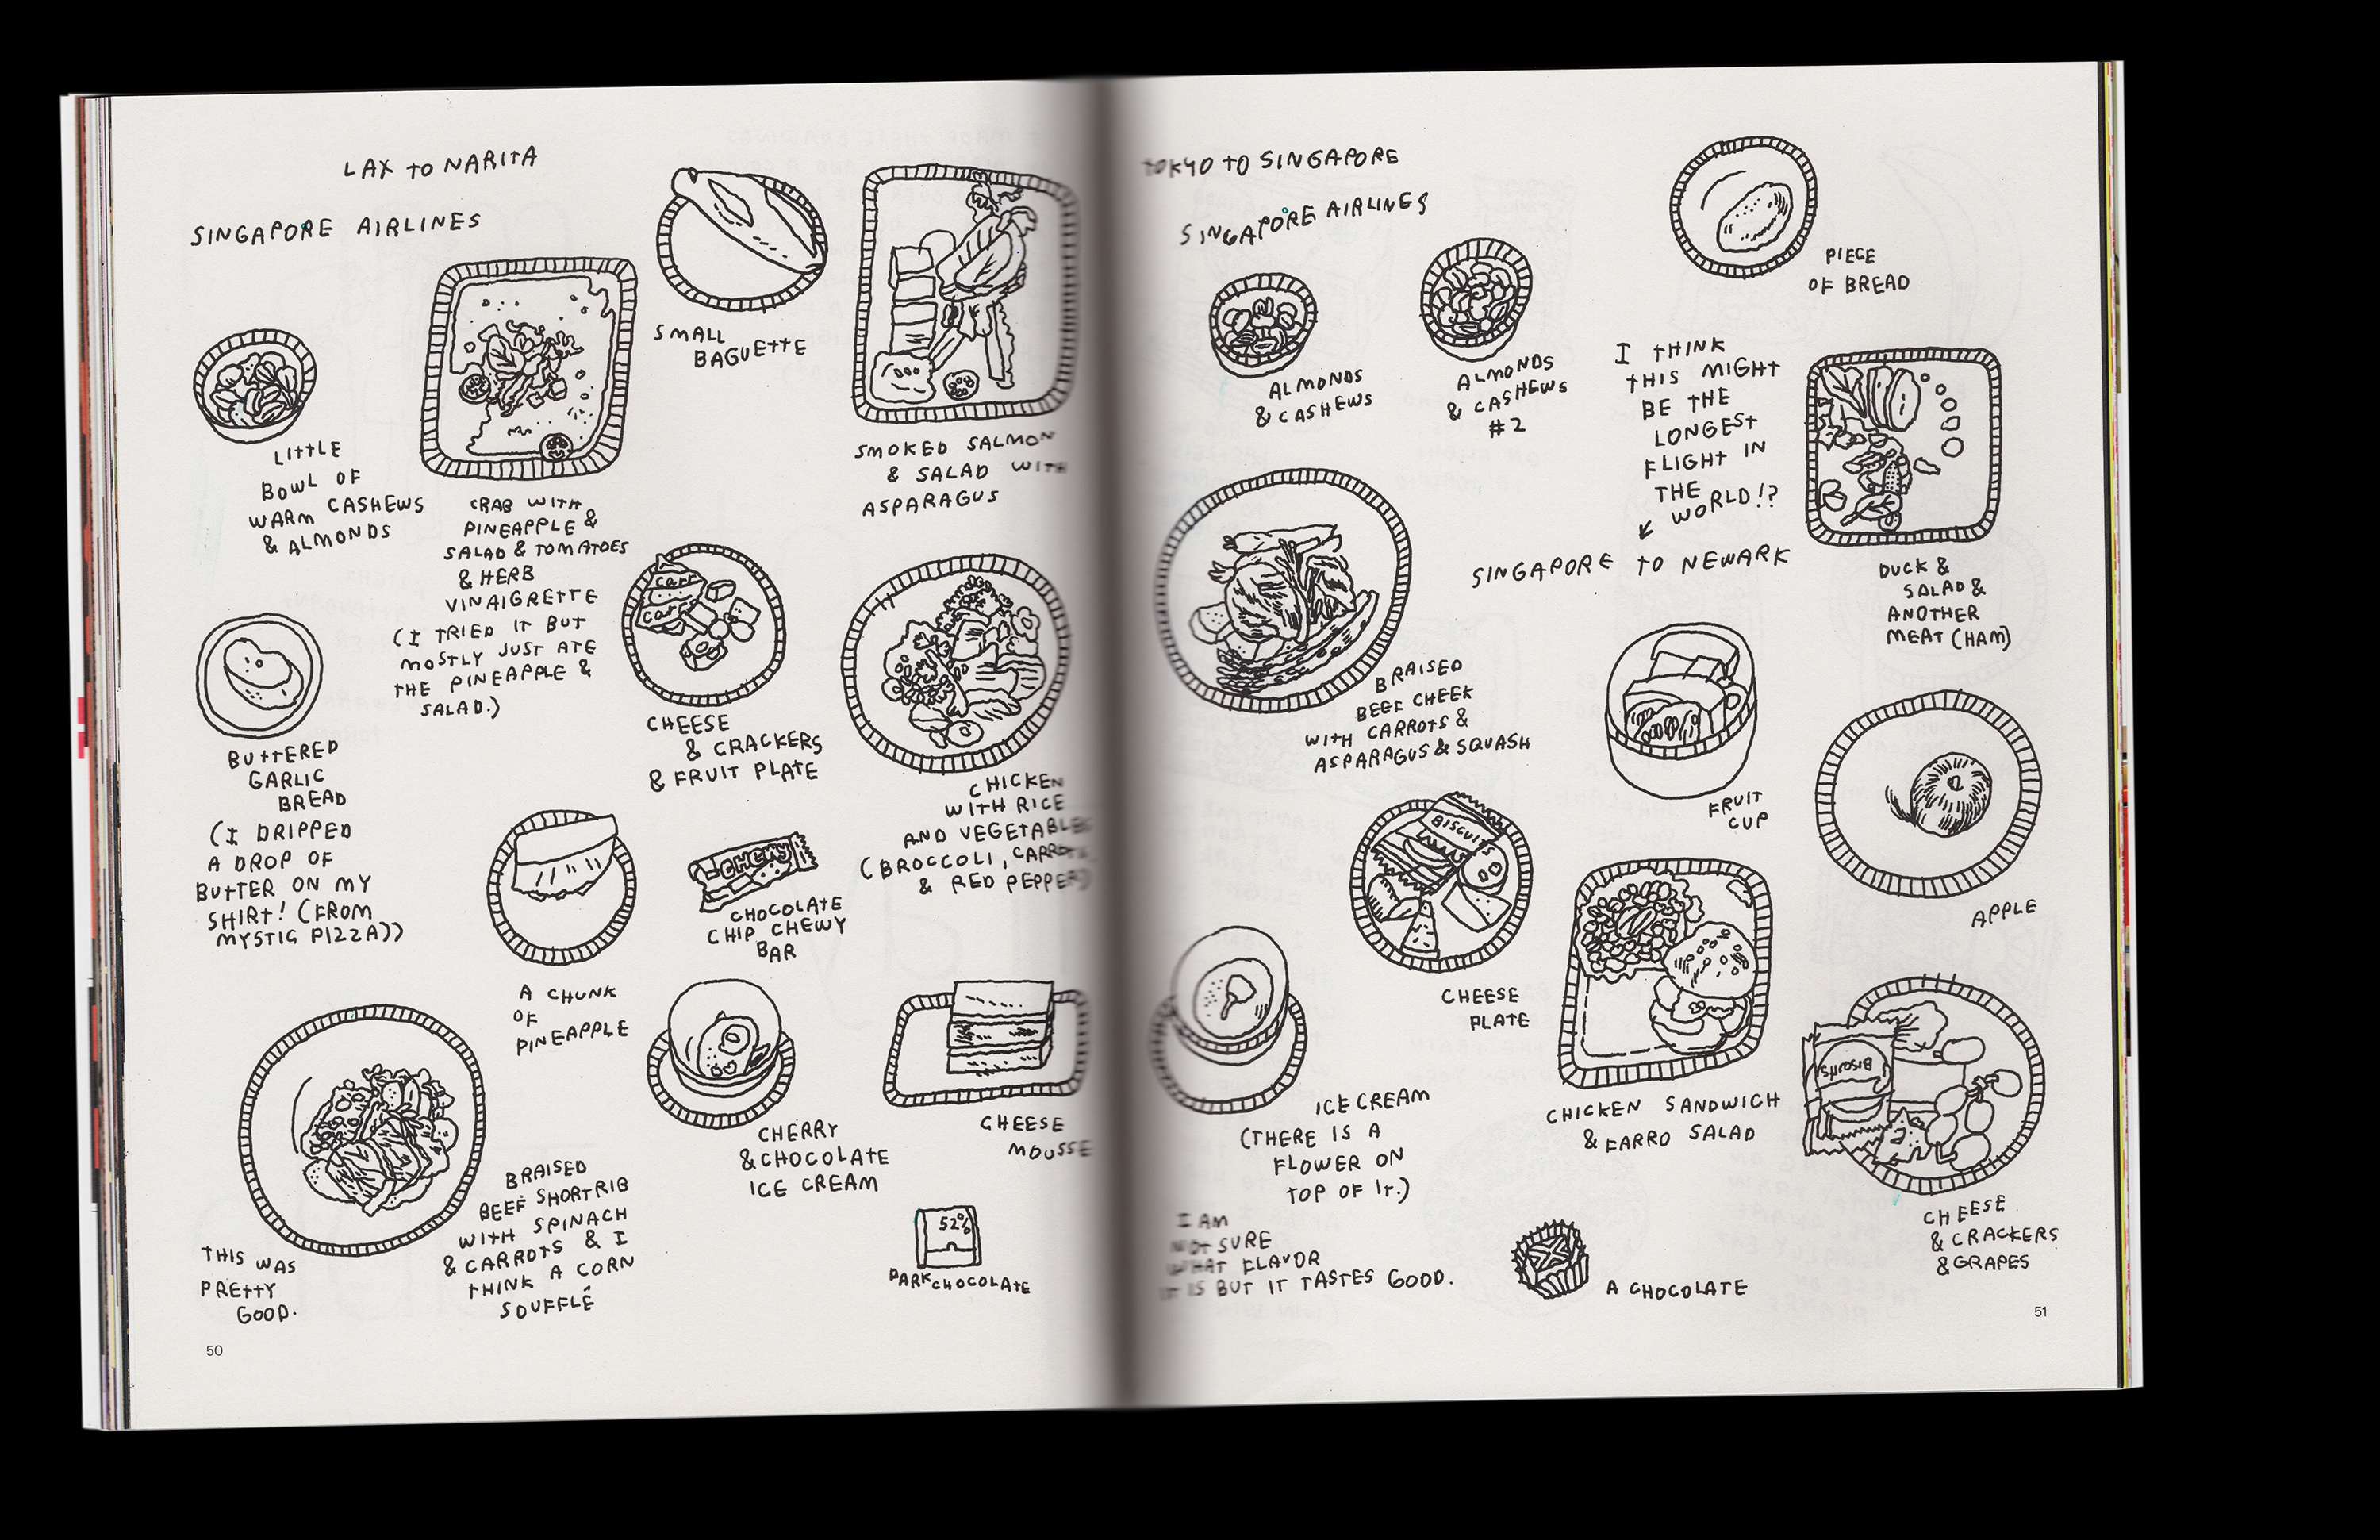 LAX TO NARITA
SINGAPORE AIRLINES
LITTLE
BOWL OF
WARM CASHEWS
& ALMONDS
CRAB WITH
PINEAPPLE &
SALAD & TOMATOES
& HERB
VINAIGRETTE
(I TRIED IT BUT
MOSTLY JUST ATE
THE PINEAPPLE &
SALAD.)
SMALL
BAGUETTE
SMOKED SALMON
& SALAD WITH
ASPARAGUS
BUTTERED
GARLIC
BREAD
(I DRIPPED
A DROP OF
BUTTER ON MY
SHIRT! (FROM
MYSTIC PIZZA))
CARR
CARR
CHEESE
& CRACKERS
& FRUIT PLATE
CHICKEN
WITH RICE
AND VEGETABLES
(BROCCOLI, CARROTS,
& RED PEPPER)
A CHUNK
OF
PINEAPPLE
CHEWY
CHOCOLATE
CHIP CHEWY
BAR
THIS WAS
PRETTY
GOOD.
BRAISED
BEEF SHORT RIB
WITH SPINACH
& CARROTS & I
THINK A CORN
SOUFFLÉ
CHERRY
& CHOCOLATE
ICE CREAM
CHEESE
MOUSSE
52%
DARK CHOCOLATE
50
TOKYO TO SINGAPORE
SINGAPORE AIRLINES
ALMONDS
& CASHEWS
ALMONDS
& CASHEWS
#2
BRAISED
BEEF CHEEK
WITH CARROTS &
ASPARAGUS & SQUASH
BISCUITS
CHEESE
PLATE
ICE CREAM
(THERE IS A
FLOWER ON
TOP OF IT.)
I AM
NOT SURE
WHAT FLAVOR
IT IS BUT IT TASTES GOOD.
A CHOCOLATE
I THINK
THIS MIGHT
BE THE
LONGEST
FLIGHT IN
THE
WORLD!?
SINGAPORE TO NEWARK
PIECE
OF BREAD
DUCK &
SALAD &
ANOTHER
MEAT (HAM)
FRUIT
CUP
APPLE
CHICKEN SANDWICH
& FARRO SALAD
BISCUITS
CHEESE
& CRACKERS
& GRAPES
51